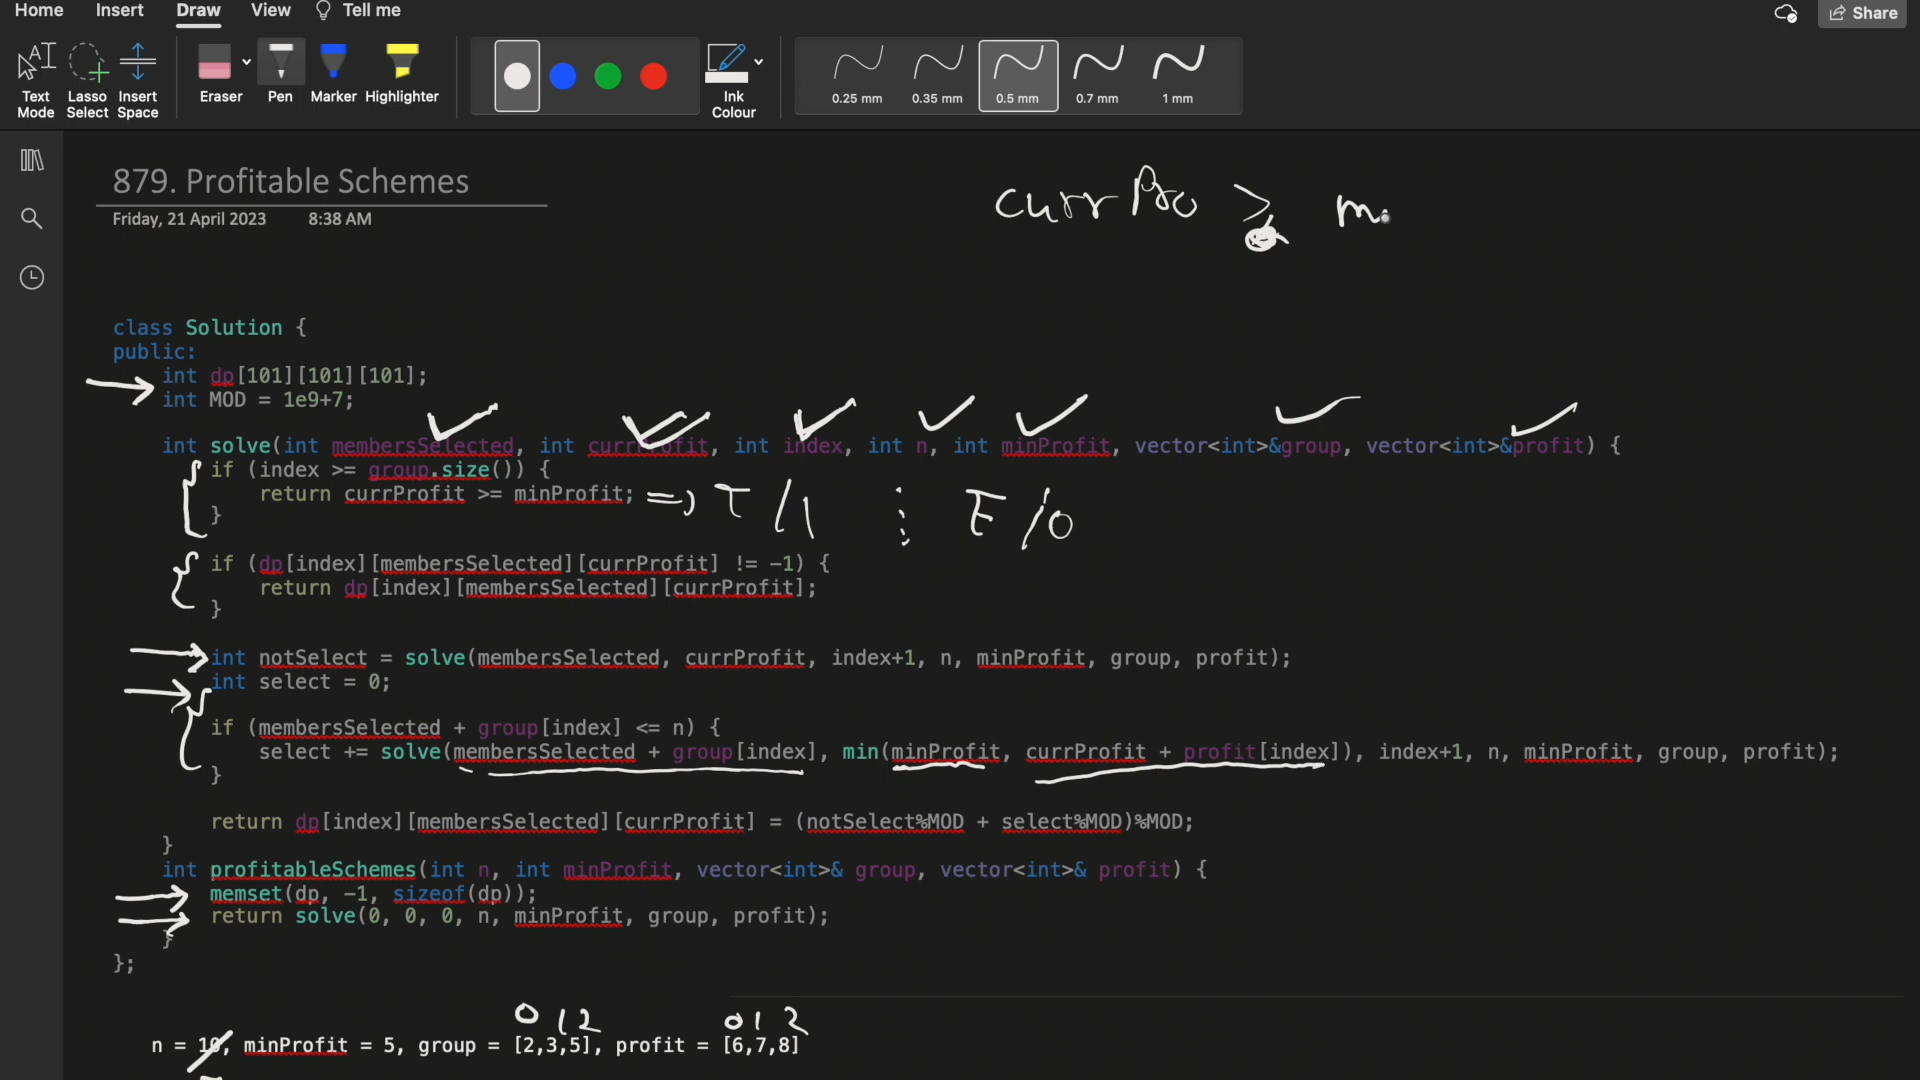 Home Insert Draw View Tell me Share
Text Mode Lasso Select Insert Space Eraser Pen Marker Highlighter Ink Colour 0.25 mm 0.35 mm 0.5 mm 0.7 mm 1 mm
879. Profitable Schemes
Friday, 21 April 2023 8:38 AM
currPro ≥ m
class Solution {
public:
int dp[101][101][101];
int MOD = 1e9+7;
int solve(int membersSelected, int currProfit, int index, int n, int minProfit, vector<int>&group, vector<int>&profit) {
if (index >= group.size()) {
return currProfit >= minProfit; => T/1 F/0
}
if (dp[index][membersSelected][currProfit] != -1) {
return dp[index][membersSelected][currProfit];
}
int notSelect = solve(membersSelected, currProfit, index+1, n, minProfit, group, profit);
int select = 0;
if (membersSelected + group[index] <= n) {
select += solve(membersSelected + group[index], min(minProfit, currProfit + profit[index]), index+1, n, minProfit, group, profit);
}
return dp[index][membersSelected][currProfit] = (notSelect%MOD + select%MOD)%MOD;
}
int profitableSchemes(int n, int minProfit, vector<int>& group, vector<int>& profit) {
memset(dp, -1, sizeof(dp));
return solve(0, 0, 0, n, minProfit, group, profit);
}
};
0 1 2 0 1 2
n = 10, minProfit = 5, group = [2,3,5], profit = [6,7,8]